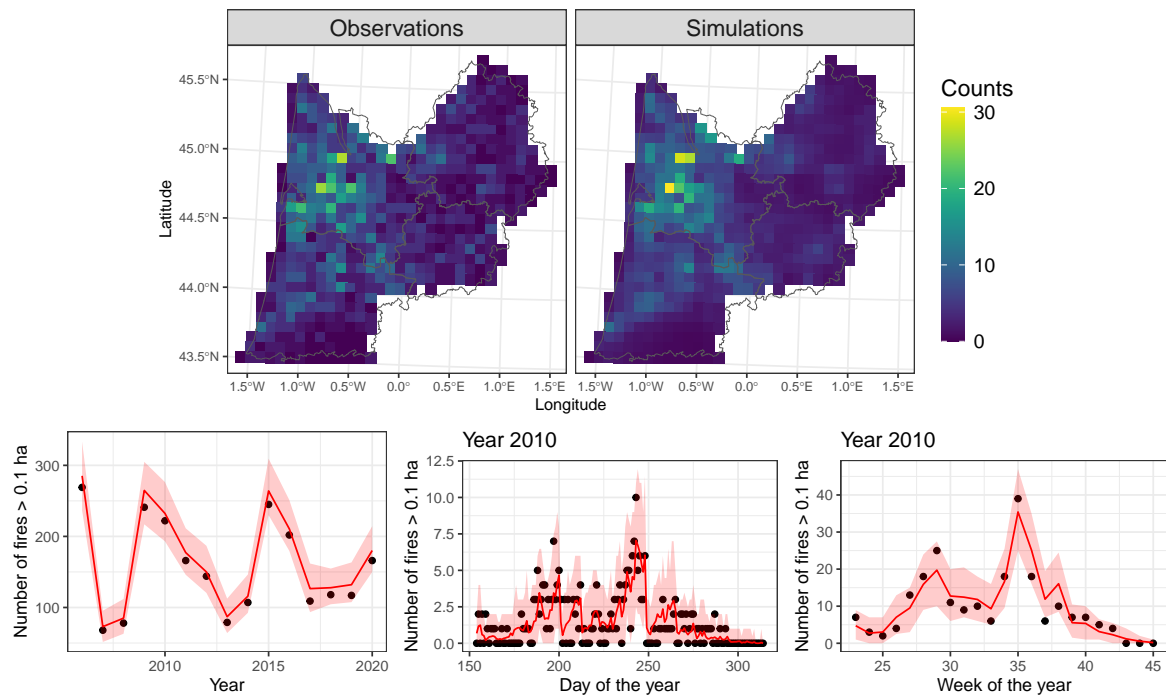 Observations
Simulations
45.5°N
45.0°N
44.5°N
44.0°N
43.5°N
Latitude
1.5°W 1.0°W 0.5°W 0.0° 0.5°E 1.0°E 1.5°E
1.5°W 1.0°W 0.5°W 0.0° 0.5°E 1.0°E 1.5°E
Longitude
Counts
30
20
10
0
Number of fires > 0.1 ha
300
200
100
2010 2015 2020
Year
Year 2010
Number of fires > 0.1 ha
12.5
10.0
7.5
5.0
2.5
0.0
150 200 250 300
Day of the year
Year 2010
Number of fires > 0.1 ha
40
30
20
10
0
25 30 35 40 45
Week of the year